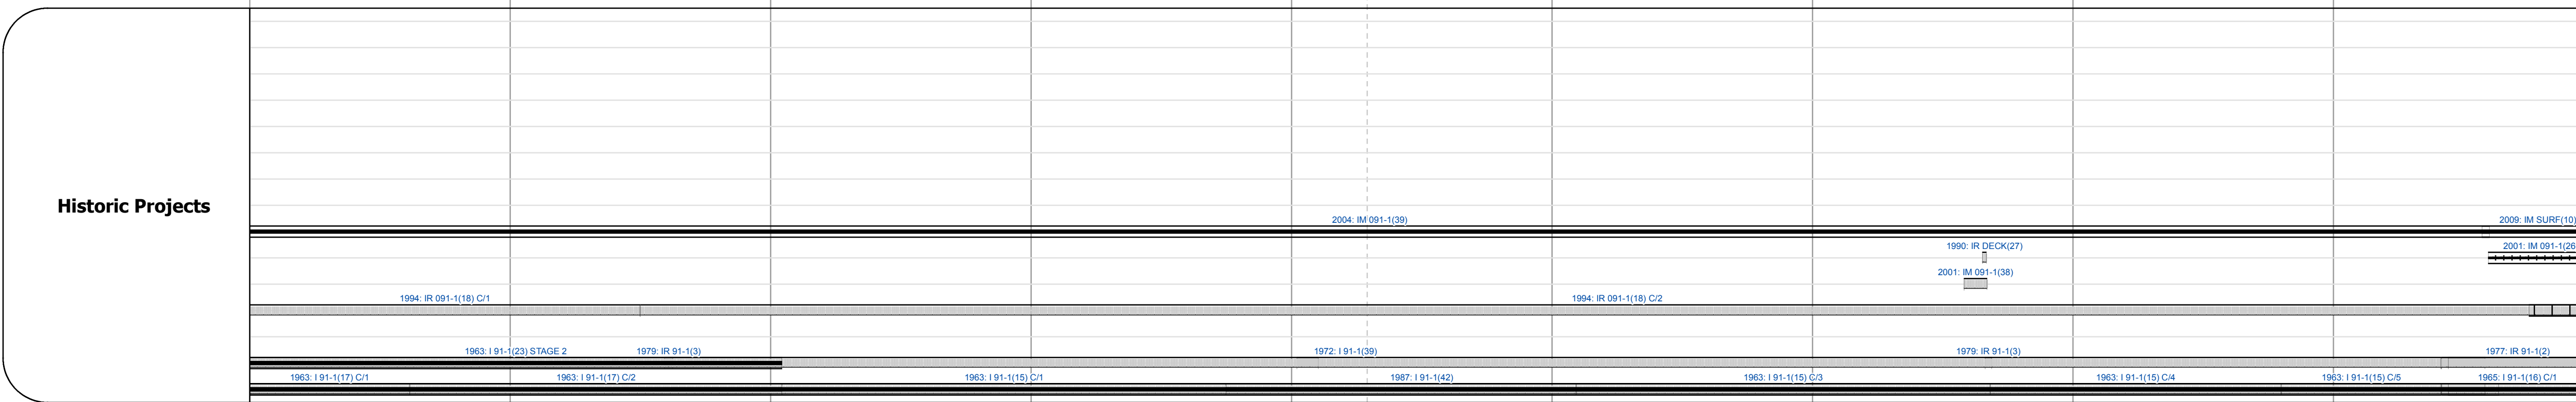 Historic Projects
2004: IM 091-1(39)
2009: IM SURF(10)
1990: IR DECK(27)
2001: IM 091-1(26
2001: IM 091-1(38)
1994: IR 091-1(18) C/1
1994: IR 091-1(18) C/2
1963: I 91-1(23) STAGE 2
1979: IR 91-1(3)
1972: I 91-1(39)
1979: IR 91-1(3)
1977: IR 91-1(2)
1963: I 91-1(17) C/1
1963: I 91-1(17) C/2
1963: I 91-1(15) C/1
1987: I 91-1(42)
1963: I 91-1(15) C/3
1963: I 91-1(15) C/4
1963: I 91-1(15) C/5
1965: I 91-1(16) C/1